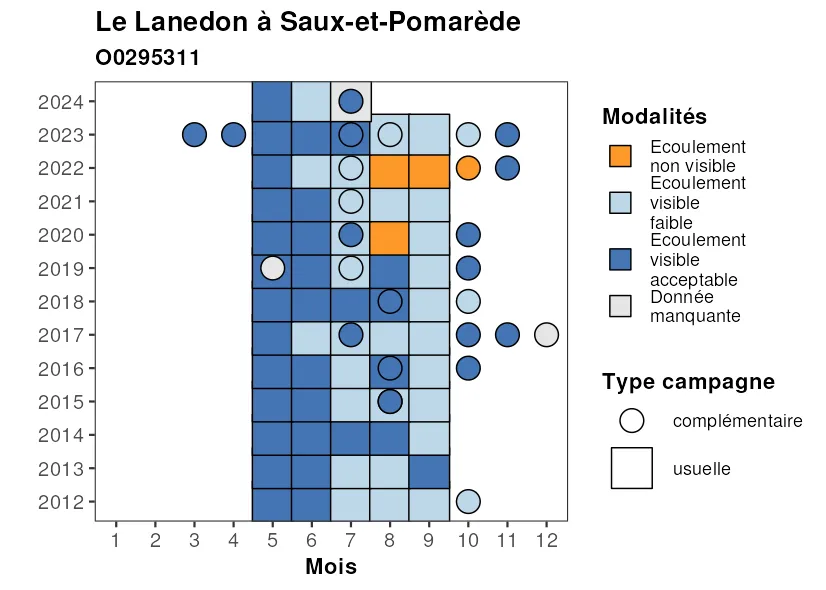 Le Lanedon à Saux-et-Pomarède
O0295311
2024
2023
2022
2021
2020
2019
2018
2017
2016
2015
2014
2013
2012
1 2 3 4 5 6 7 8 9 10 11 12
Mois
Modalités
Ecoulement
non visible
Ecoulement
visible
faible
Ecoulement
visible
acceptable
Donnée
manquante
Type campagne
complémentaire
usuelle